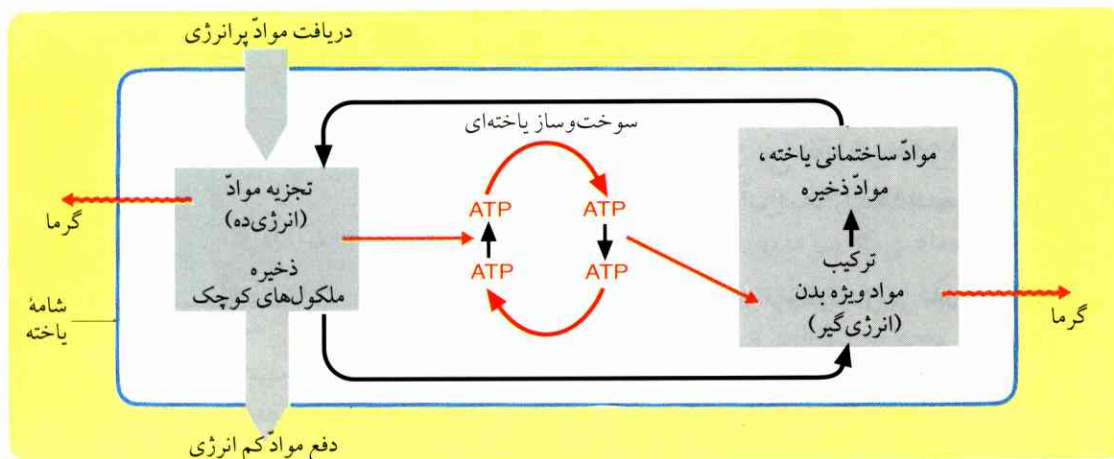 دریافت موادّ پرانرژی
سوخت‌وساز یاخته‌ای
موادّ ساختمانی یاخته،
موادّ ذخیره
ترکیب
مواد ویژه بدن
(انرژی‌گیر)
گرما
ATP
ATP
ATP
ATP
تجزیه موادّ
(انرژی‌ده)
ذخیره
ملکول‌های کوچک
گرما
شامهٔ
یاخته
دفع موادّ کم انرژی